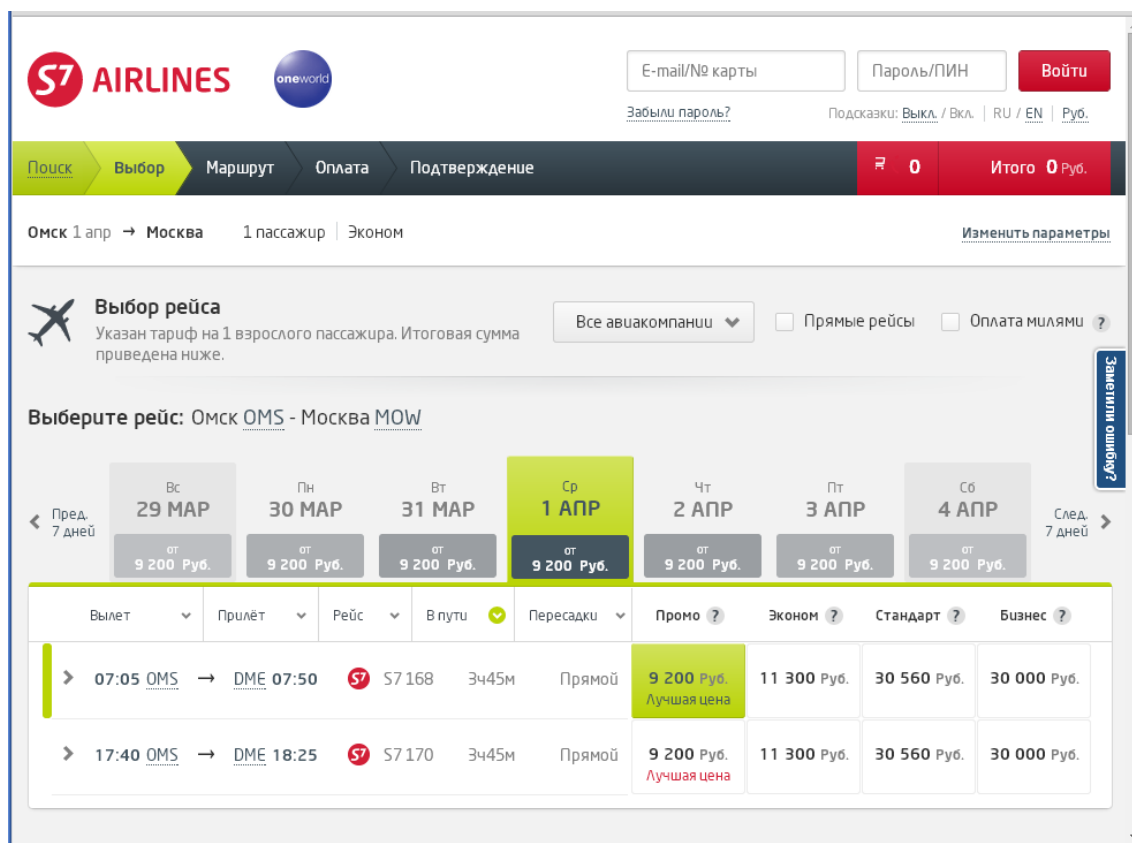 S7 AIRLINES oneworld E-mail/№ карты Пароль/ПИН Войти
Забыли пароль? Подсказки: Выкл. / Вкл. | RU / EN | Руб.
Поиск Выбор Маршрут Оплата Подтверждение 0 Итого 0 Руб.
Омск 1 апр → Москва 1 пассажир | Эконом Изменить параметры
Выбор рейса
Указан тариф на 1 взрослого пассажира. Итоговая сумма
приведена ниже.
Все авиакомпании Прямые рейсы Оплата милями ?
Заметили ошибку?
Выберите рейс: Омск OMS - Москва MOW
Вс Пн Вт Ср Чт Пт Сб
29 МАР 30 МАР 31 МАР 1 АПР 2 АПР 3 АПР 4 АПР
Пред. След.
7 дней 7 дней
от от от от от от от
9 200 Руб. 9 200 Руб. 9 200 Руб. 9 200 Руб. 9 200 Руб. 9 200 Руб. 9 200 Руб.
Вылет Прилёт Рейс В пути Пересадки Промо ? Эконом ? Стандарт ? Бизнес ?
07:05 OMS → DME 07:50 S7 S7 168 3ч45м Прямой 9 200 Руб. 11 300 Руб. 30 560 Руб. 30 000 Руб.
Лучшая цена
17:40 OMS → DME 18:25 S7 S7 170 3ч45м Прямой 9 200 Руб. 11 300 Руб. 30 560 Руб. 30 000 Руб.
Лучшая цена